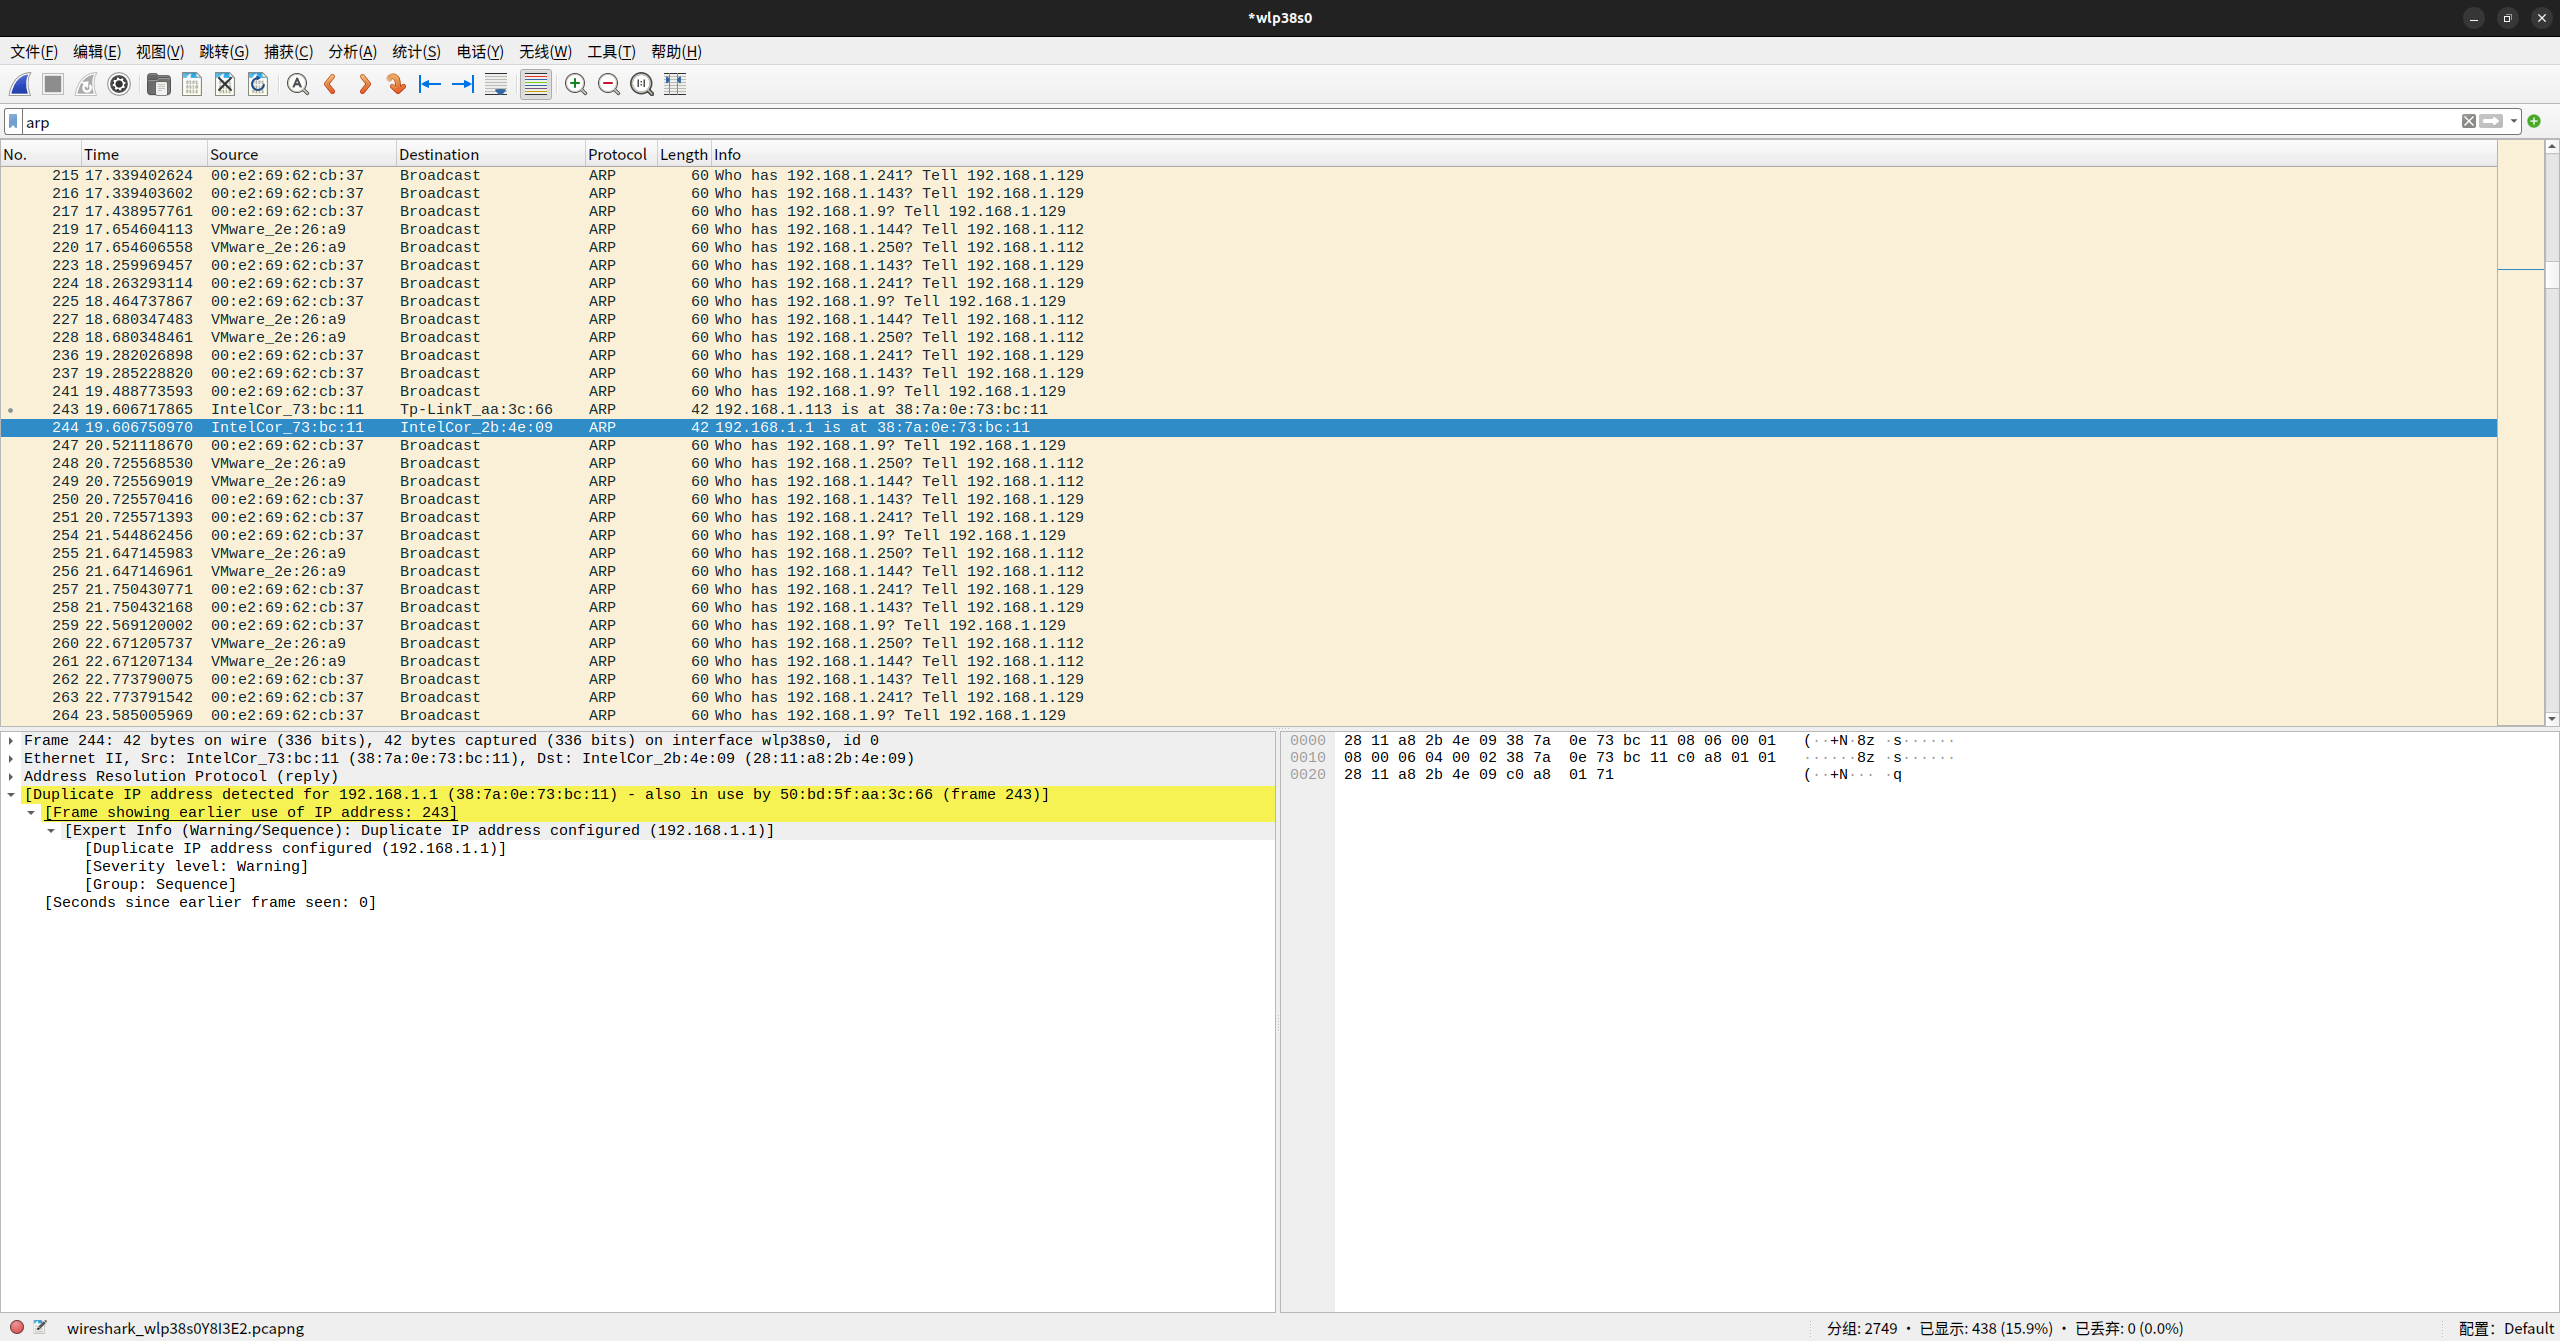 *wlp38s0
文件(F) 编辑(E) 视图(V) 跳转(G) 捕获(C) 分析(A) 统计(S) 电话(Y) 无线(W) 工具(T) 帮助(H)
arp
No. Time Source Destination Protocol Length Info
215 17.339402624 00:e2:69:62:cb:37 Broadcast ARP 60 Who has 192.168.1.241? Tell 192.168.1.129
216 17.339403602 00:e2:69:62:cb:37 Broadcast ARP 60 Who has 192.168.1.143? Tell 192.168.1.129
217 17.438957761 00:e2:69:62:cb:37 Broadcast ARP 60 Who has 192.168.1.9? Tell 192.168.1.129
219 17.654604113 VMware_2e:26:a9 Broadcast ARP 60 Who has 192.168.1.144? Tell 192.168.1.112
220 17.654606558 VMware_2e:26:a9 Broadcast ARP 60 Who has 192.168.1.250? Tell 192.168.1.112
223 18.259969457 00:e2:69:62:cb:37 Broadcast ARP 60 Who has 192.168.1.143? Tell 192.168.1.129
224 18.263293114 00:e2:69:62:cb:37 Broadcast ARP 60 Who has 192.168.1.241? Tell 192.168.1.129
225 18.464737867 00:e2:69:62:cb:37 Broadcast ARP 60 Who has 192.168.1.9? Tell 192.168.1.129
227 18.680347483 VMware_2e:26:a9 Broadcast ARP 60 Who has 192.168.1.144? Tell 192.168.1.112
228 18.680348461 VMware_2e:26:a9 Broadcast ARP 60 Who has 192.168.1.250? Tell 192.168.1.112
236 19.282026898 00:e2:69:62:cb:37 Broadcast ARP 60 Who has 192.168.1.241? Tell 192.168.1.129
237 19.285228820 00:e2:69:62:cb:37 Broadcast ARP 60 Who has 192.168.1.143? Tell 192.168.1.129
241 19.488773593 00:e2:69:62:cb:37 Broadcast ARP 60 Who has 192.168.1.9? Tell 192.168.1.129
243 19.606717865 IntelCor_73:bc:11 Tp-LinkT_aa:3c:66 ARP 42 192.168.1.113 is at 38:7a:0e:73:bc:11
244 19.606750970 IntelCor_73:bc:11 IntelCor_2b:4e:09 ARP 42 192.168.1.1 is at 38:7a:0e:73:bc:11
247 20.521118670 00:e2:69:62:cb:37 Broadcast ARP 60 Who has 192.168.1.9? Tell 192.168.1.129
248 20.725568530 VMware_2e:26:a9 Broadcast ARP 60 Who has 192.168.1.250? Tell 192.168.1.112
249 20.725569019 VMware_2e:26:a9 Broadcast ARP 60 Who has 192.168.1.144? Tell 192.168.1.112
250 20.725570416 00:e2:69:62:cb:37 Broadcast ARP 60 Who has 192.168.1.143? Tell 192.168.1.129
251 20.725571393 00:e2:69:62:cb:37 Broadcast ARP 60 Who has 192.168.1.241? Tell 192.168.1.129
254 21.544862456 00:e2:69:62:cb:37 Broadcast ARP 60 Who has 192.168.1.9? Tell 192.168.1.129
255 21.647145983 VMware_2e:26:a9 Broadcast ARP 60 Who has 192.168.1.250? Tell 192.168.1.112
256 21.647146961 VMware_2e:26:a9 Broadcast ARP 60 Who has 192.168.1.144? Tell 192.168.1.112
257 21.750430771 00:e2:69:62:cb:37 Broadcast ARP 60 Who has 192.168.1.241? Tell 192.168.1.129
258 21.750432168 00:e2:69:62:cb:37 Broadcast ARP 60 Who has 192.168.1.143? Tell 192.168.1.129
259 22.569120002 00:e2:69:62:cb:37 Broadcast ARP 60 Who has 192.168.1.9? Tell 192.168.1.129
260 22.671205737 VMware_2e:26:a9 Broadcast ARP 60 Who has 192.168.1.250? Tell 192.168.1.112
261 22.671207134 VMware_2e:26:a9 Broadcast ARP 60 Who has 192.168.1.144? Tell 192.168.1.112
262 22.773790075 00:e2:69:62:cb:37 Broadcast ARP 60 Who has 192.168.1.143? Tell 192.168.1.129
263 22.773791542 00:e2:69:62:cb:37 Broadcast ARP 60 Who has 192.168.1.241? Tell 192.168.1.129
264 23.585005969 00:e2:69:62:cb:37 Broadcast ARP 60 Who has 192.168.1.9? Tell 192.168.1.129
Frame 244: 42 bytes on wire (336 bits), 42 bytes captured (336 bits) on interface wlp38s0, id 0
Ethernet II, Src: IntelCor_73:bc:11 (38:7a:0e:73:bc:11), Dst: IntelCor_2b:4e:09 (28:11:a8:2b:4e:09)
Address Resolution Protocol (reply)
[Duplicate IP address detected for 192.168.1.1 (38:7a:0e:73:bc:11) - also in use by 50:bd:5f:aa:3c:66 (frame 243)]
[Frame showing earlier use of IP address: 243]
[Expert Info (Warning/Sequence): Duplicate IP address configured (192.168.1.1)]
[Duplicate IP address configured (192.168.1.1)]
[Severity level: Warning]
[Group: Sequence]
[Seconds since earlier frame seen: 0]
0000 28 11 a8 2b 4e 09 38 7a 0e 73 bc 11 08 06 00 01 (··+N·8z ·s······
0010 08 00 06 04 00 02 38 7a 0e 73 bc 11 c0 a8 01 01 ······8z ·s······
0020 28 11 a8 2b 4e 09 c0 a8 01 71 (··+N··· ·q
wireshark_wlp38s0Y8I3E2.pcapng 分组: 2749 · 已显示: 438 (15.9%) · 已丢弃: 0 (0.0%) 配置: Default